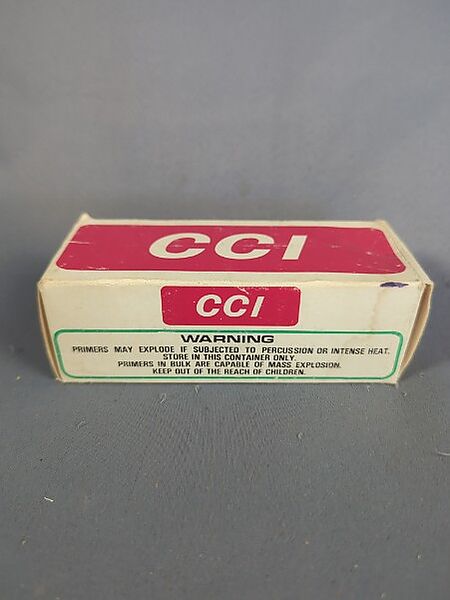 CCI
CCI
WARNING
PRIMERS MAY EXPLODE IF SUBJECTED TO PERCUSSION OR INTENSE HEAT.
STORE IN THIS CONTAINER ONLY.
PRIMERS IN BULK ARE CAPABLE OF MASS EXPLOSION.
KEEP OUT OF THE REACH OF CHILDREN.